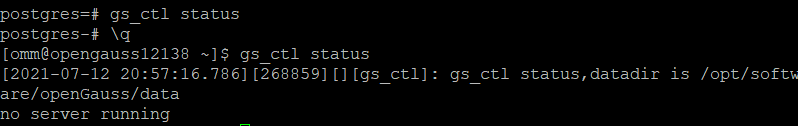 postgres=# gs_ctl status
postgres-# \q
[omm@opengauss12138 ~]$ gs_ctl status
[2021-07-12 20:57:16.786][268859][][gs_ctl]: gs_ctl status,datadir is /opt/softw
are/openGauss/data
no server running